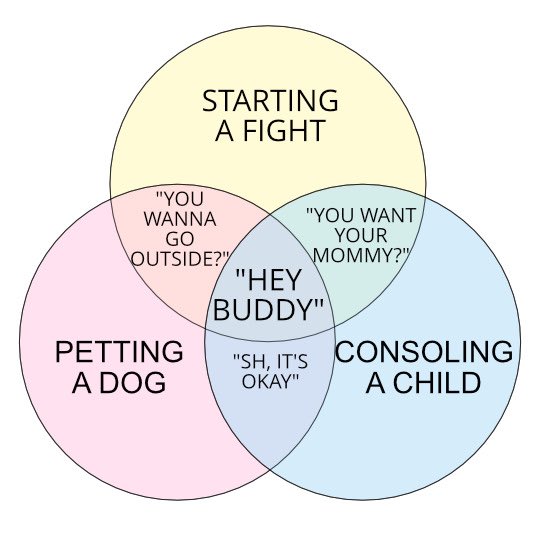 STARTING
A FIGHT
"YOU
WANNA
GO
OUTSIDE?"
"YOU WANT
YOUR
MOMMY?"
"HEY
BUDDY"
PETTING
A DOG
"SH, IT'S
OKAY"
CONSOLING
A CHILD